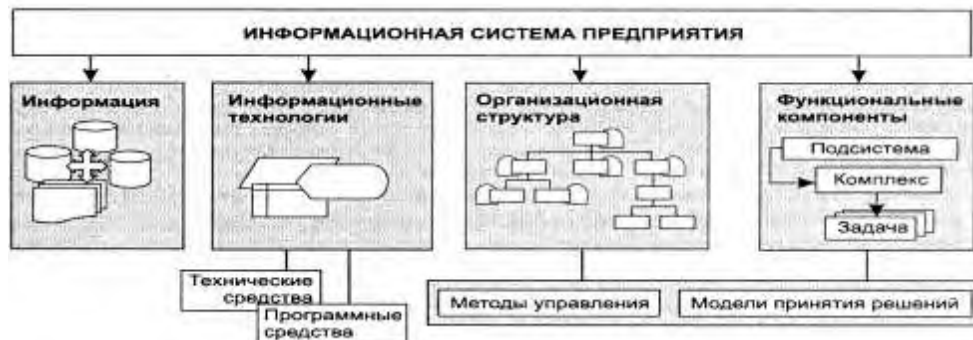 ИНФОРМАЦИОННАЯ СИСТЕМА ПРЕДПРИЯТИЯ
Информация
Информационные
технологии
Организационная
структура
Функциональные
компоненты
Подсистема
Комплекс
Задача
Технические
средства
Программные
средства
Методы управления
Модели принятия решений